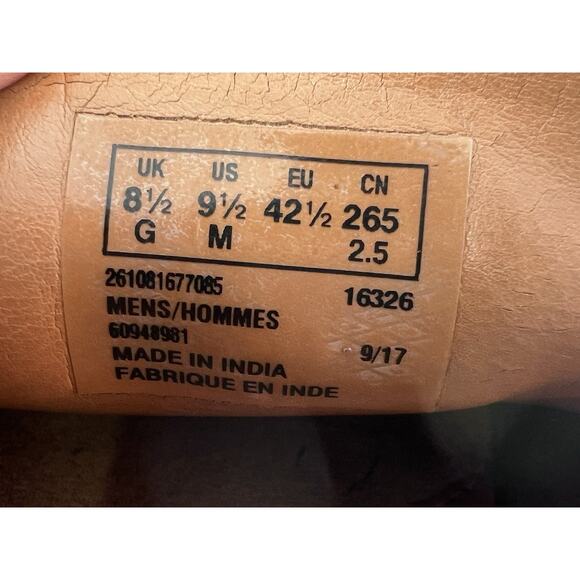 UK US EU CN
8½ 9½ 42½ 265
G M 2.5
261081677085 16326
MENS/HOMMES
60948981
MADE IN INDIA 9/17
FABRIQUE EN INDE